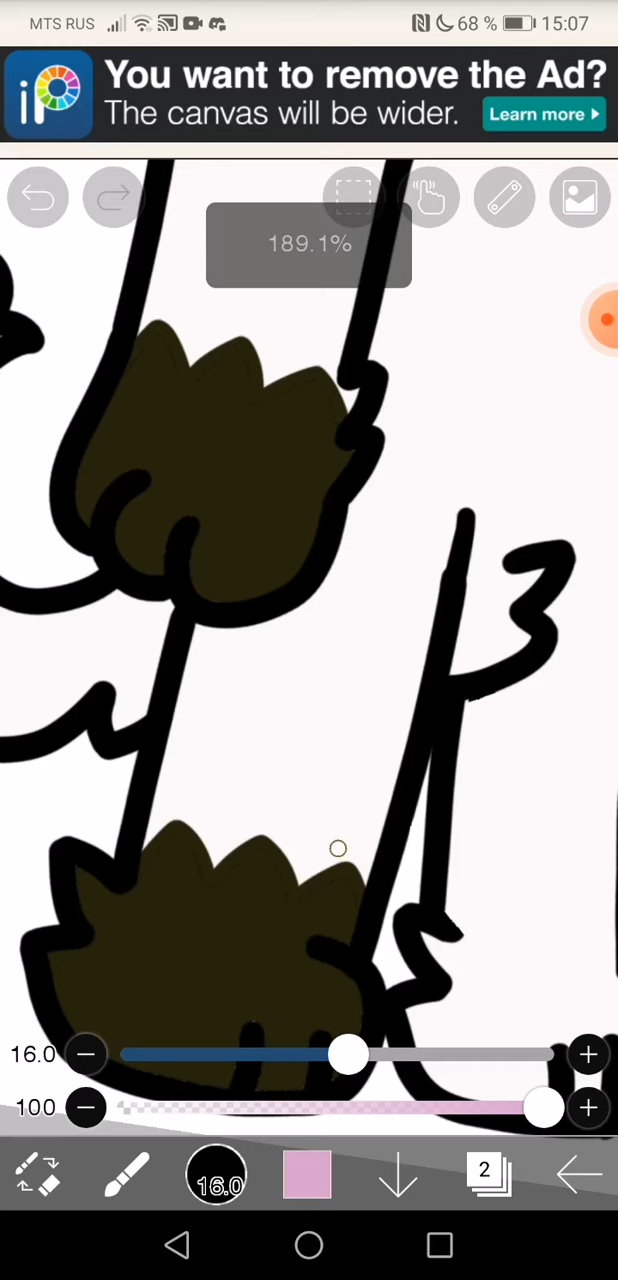 MTS RUS
68 %
15:07
iP
You want to remove the Ad?
The canvas will be wider.
Learn more
189.1%
16.0
100
16.0
2